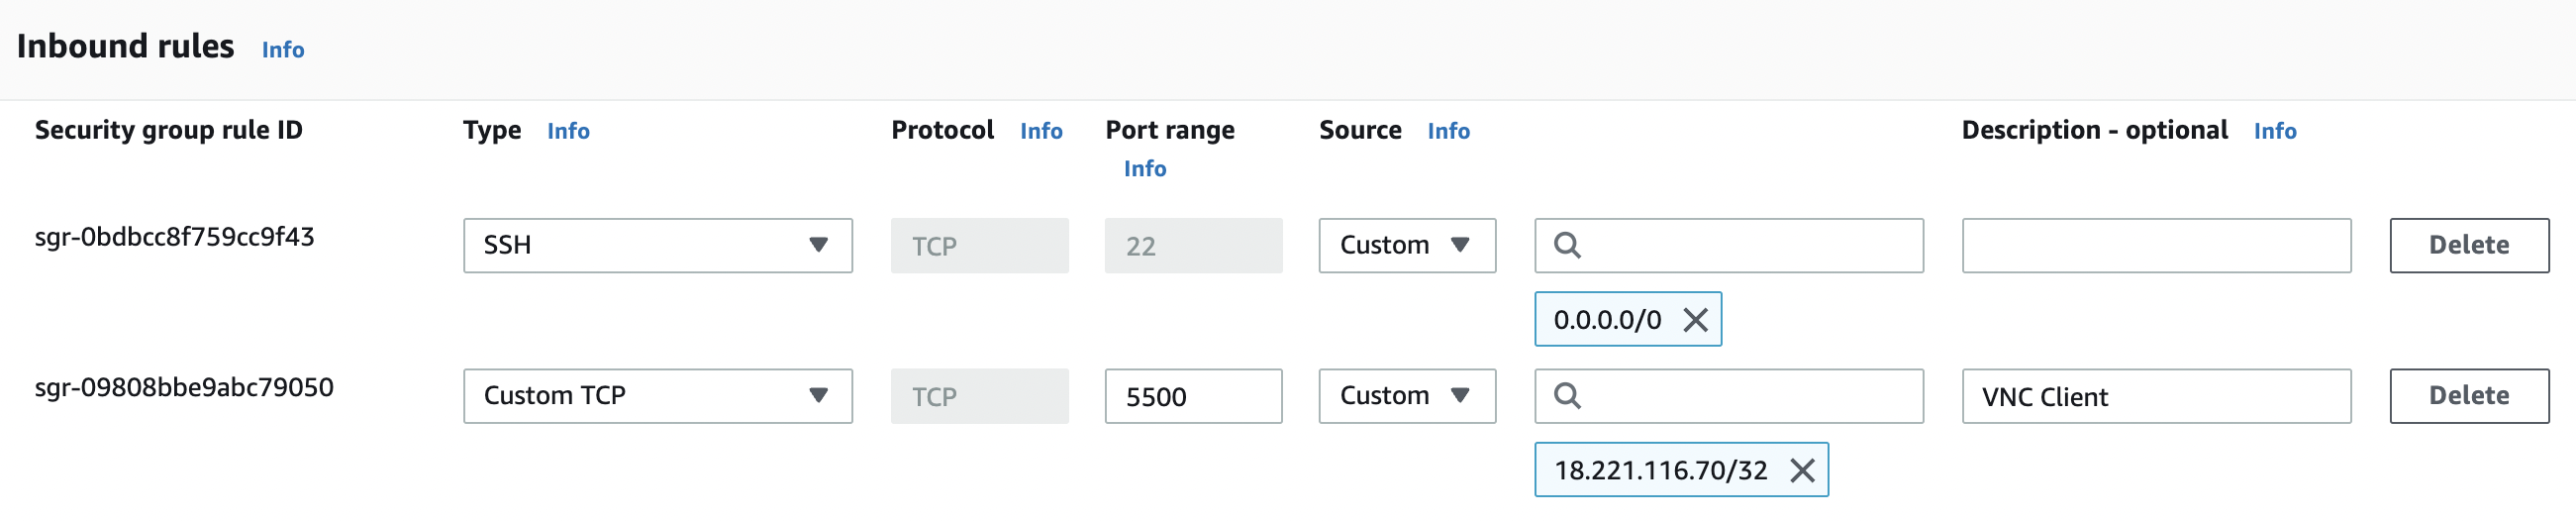 Inbound rules Info
Security group rule ID Type Info Protocol Info Port range Info Source Info Description - optional Info
sgr-0bdbcc8f759cc9f43 SSH TCP 22 Custom Delete
0.0.0.0/0
sgr-09808bbe9abc79050 Custom TCP TCP 5500 Custom VNC Client Delete
18.221.116.70/32